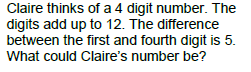 Claire thinks of a 4 digit number. The
digits add up to 12. The difference
between the first and fourth digit is 5.
What could Claire's number be?